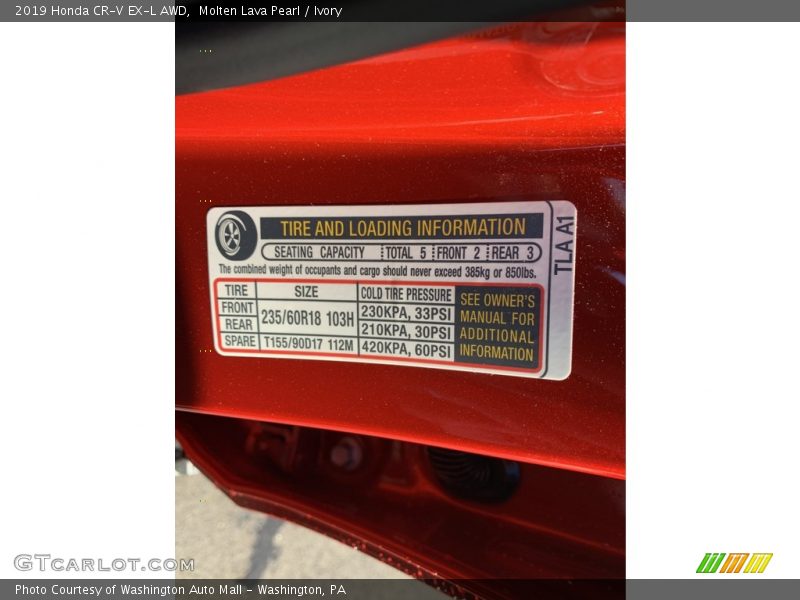 2019 Honda CR-V EX-L AWD, Molten Lava Pearl / Ivory
TIRE AND LOADING INFORMATION
SEATING CAPACITY TOTAL 5 FRONT 2 REAR 3
The combined weight of occupants and cargo should never exceed 385kg or 850lbs.
TIRE SIZE COLD TIRE PRESSURE
FRONT 235/60R18 103H 230KPA, 33PSI
REAR 210KPA, 30PSI
SPARE T155/90D17 112M 420KPA, 60PSI
SEE OWNER'S
MANUAL FOR
ADDITIONAL
INFORMATION
TLA A1
GTCarLot.com
Photo Courtesy of Washington Auto Mall - Washington, PA